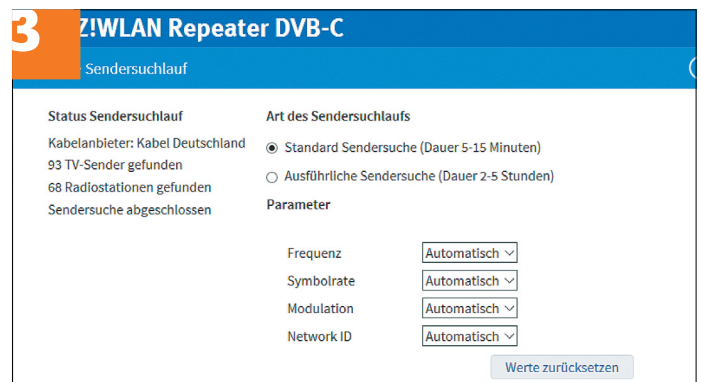 3
Z!WLAN Repeater DVB-C
Sendersuchlauf
Status Sendersuchlauf
Kabelanbieter: Kabel Deutschland
93 TV-Sender gefunden
68 Radiostationen gefunden
Sendersuche abgeschlossen
Art des Sendersuchlaufs
Standard Sendersuche (Dauer 5-15 Minuten)
Ausführliche Sendersuche (Dauer 2-5 Stunden)
Parameter
Frequenz Automatisch
Symbolrate Automatisch
Modulation Automatisch
Network ID Automatisch
Werte zurücksetzen